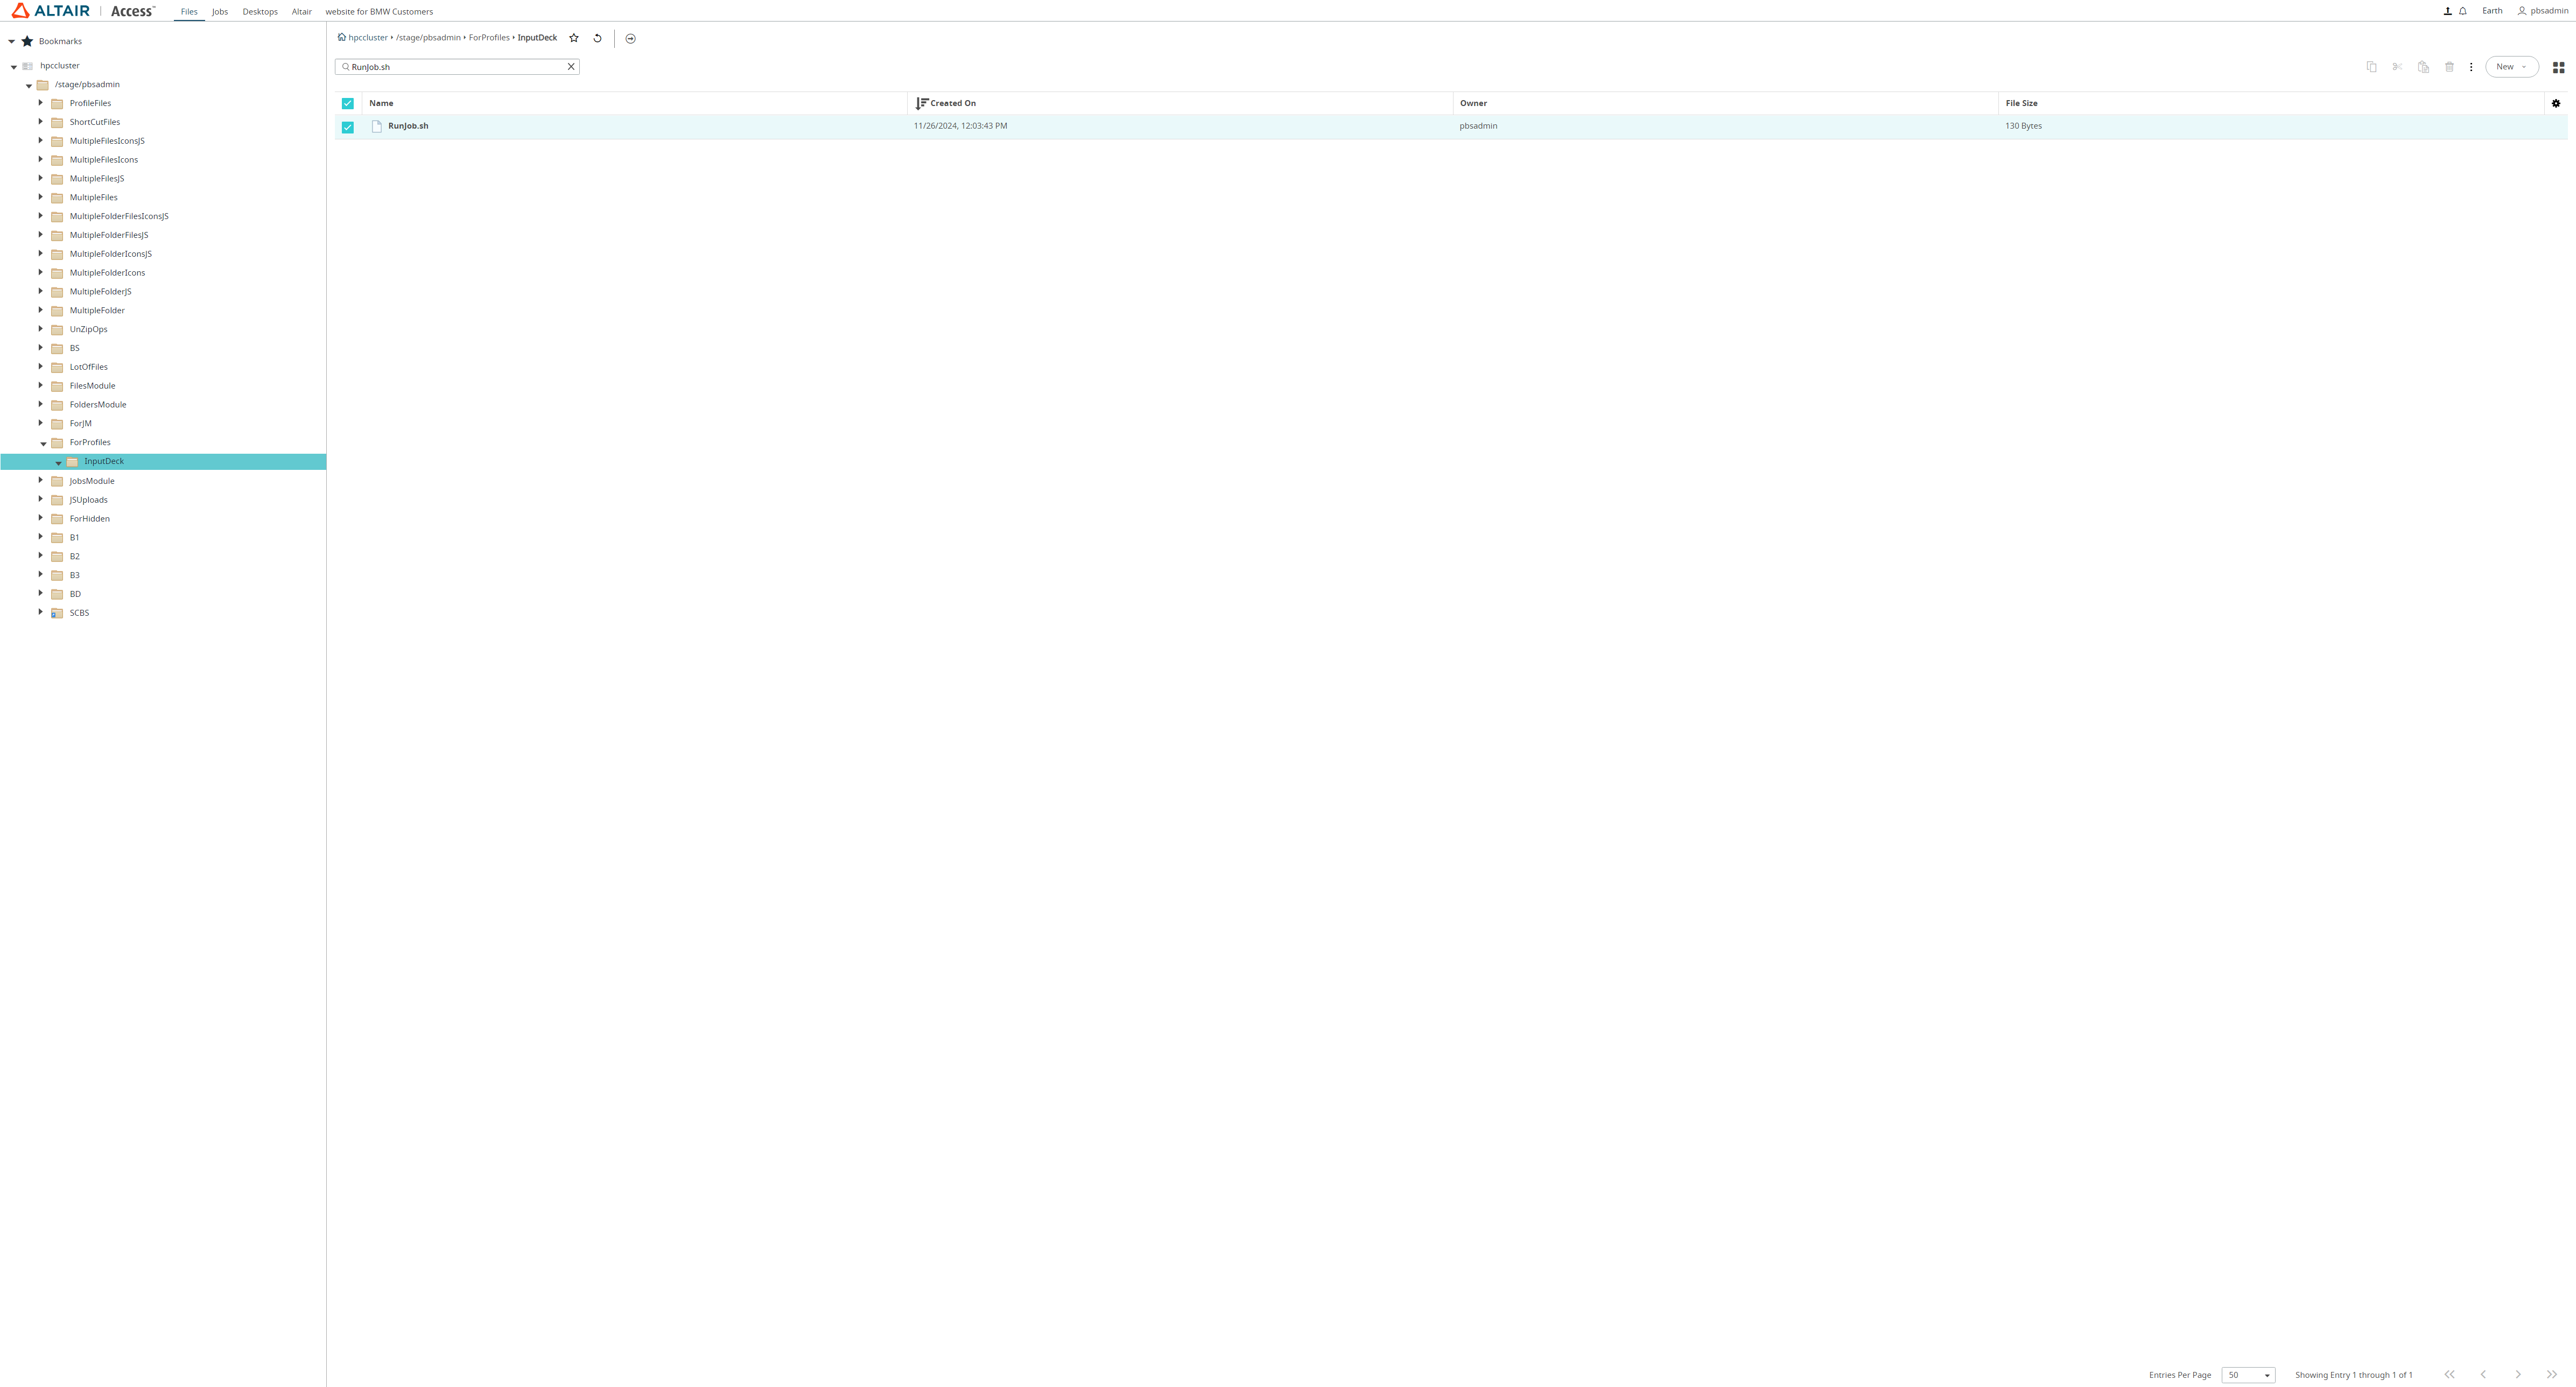 ALTAIR | Access™ Files Jobs Desktops Altair website for BMW Customers Earth pbsadmin
Bookmarks
hpccluster
/stage/pbsadmin
ProfileFiles
ShortCutFiles
MultipleFilesIconsJS
MultipleFilesIcons
MultipleFilesJS
MultipleFiles
MultipleFolderFilesIconsJS
MultipleFolderFilesJS
MultipleFolderIconsJS
MultipleFolderIcons
MultipleFolderJS
MultipleFolder
UnZipOps
BS
LotOfFiles
FilesModule
FoldersModule
ForJM
ForProfiles
InputDeck
JobsModule
JSUploads
ForHidden
B1
B2
B3
BD
SCBS
hpccluster /stage/pbsadmin ForProfiles InputDeck
RunJob.sh New
Name Created On Owner File Size
RunJob.sh 11/26/2024, 12:03:43 PM pbsadmin 130 Bytes
Entries Per Page 50 Showing Entry 1 through 1 of 1